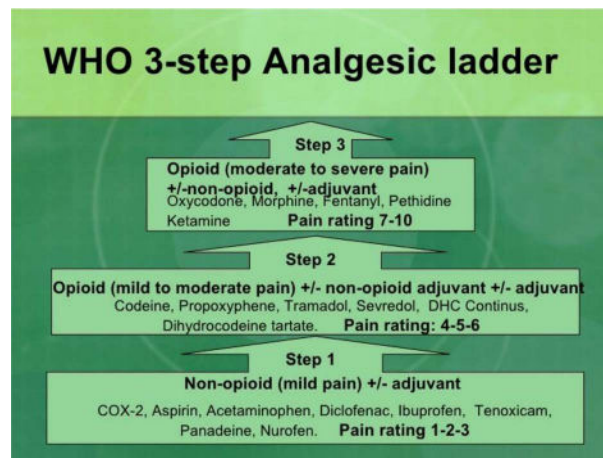 WHO 3-step Analgesic ladder
Step 3
Opioid (moderate to severe pain)
+/-non-opioid, +/-adjuvant
Oxycodone, Morphine, Fentanyl, Pethidine
Ketamine Pain rating 7-10
Step 2
Opioid (mild to moderate pain) +/- non-opioid adjuvant +/- adjuvant
Codeine, Propoxyphene, Tramadol, Sevredol, DHC Continus,
Dihydrocodeine tartate. Pain rating: 4-5-6
Step 1
Non-opioid (mild pain) +/- adjuvant
COX-2, Aspirin, Acetaminophen, Diclofenac, Ibuprofen, Tenoxicam,
Panadeine, Nurofen. Pain rating 1-2-3